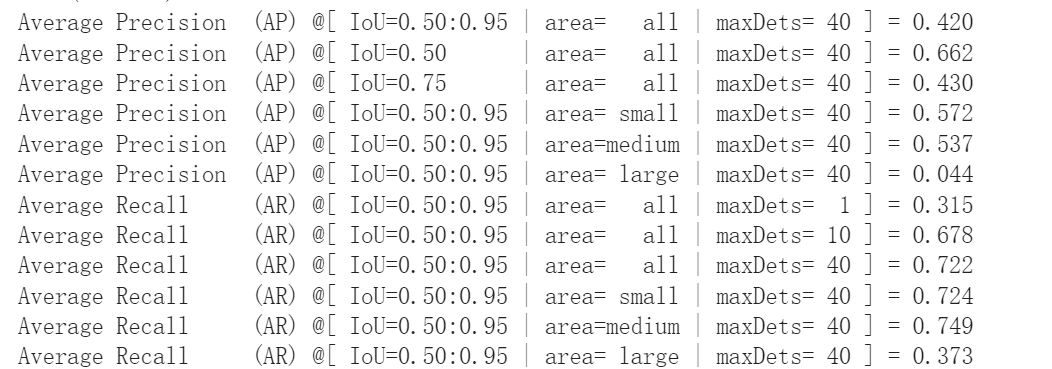 Average Precision  (AP) @[ IoU=0.50:0.95 | area=   all | maxDets= 40 ] = 0.420
Average Precision  (AP) @[ IoU=0.50      | area=   all | maxDets= 40 ] = 0.662
Average Precision  (AP) @[ IoU=0.75      | area=   all | maxDets= 40 ] = 0.430
Average Precision  (AP) @[ IoU=0.50:0.95 | area= small | maxDets= 40 ] = 0.572
Average Precision  (AP) @[ IoU=0.50:0.95 | area=medium | maxDets= 40 ] = 0.537
Average Precision  (AP) @[ IoU=0.50:0.95 | area= large | maxDets= 40 ] = 0.044
Average Recall     (AR) @[ IoU=0.50:0.95 | area=   all | maxDets=  1 ] = 0.315
Average Recall     (AR) @[ IoU=0.50:0.95 | area=   all | maxDets= 10 ] = 0.678
Average Recall     (AR) @[ IoU=0.50:0.95 | area=   all | maxDets= 40 ] = 0.722
Average Recall     (AR) @[ IoU=0.50:0.95 | area= small | maxDets= 40 ] = 0.724
Average Recall     (AR) @[ IoU=0.50:0.95 | area=medium | maxDets= 40 ] = 0.749
Average Recall     (AR) @[ IoU=0.50:0.95 | area= large | maxDets= 40 ] = 0.373